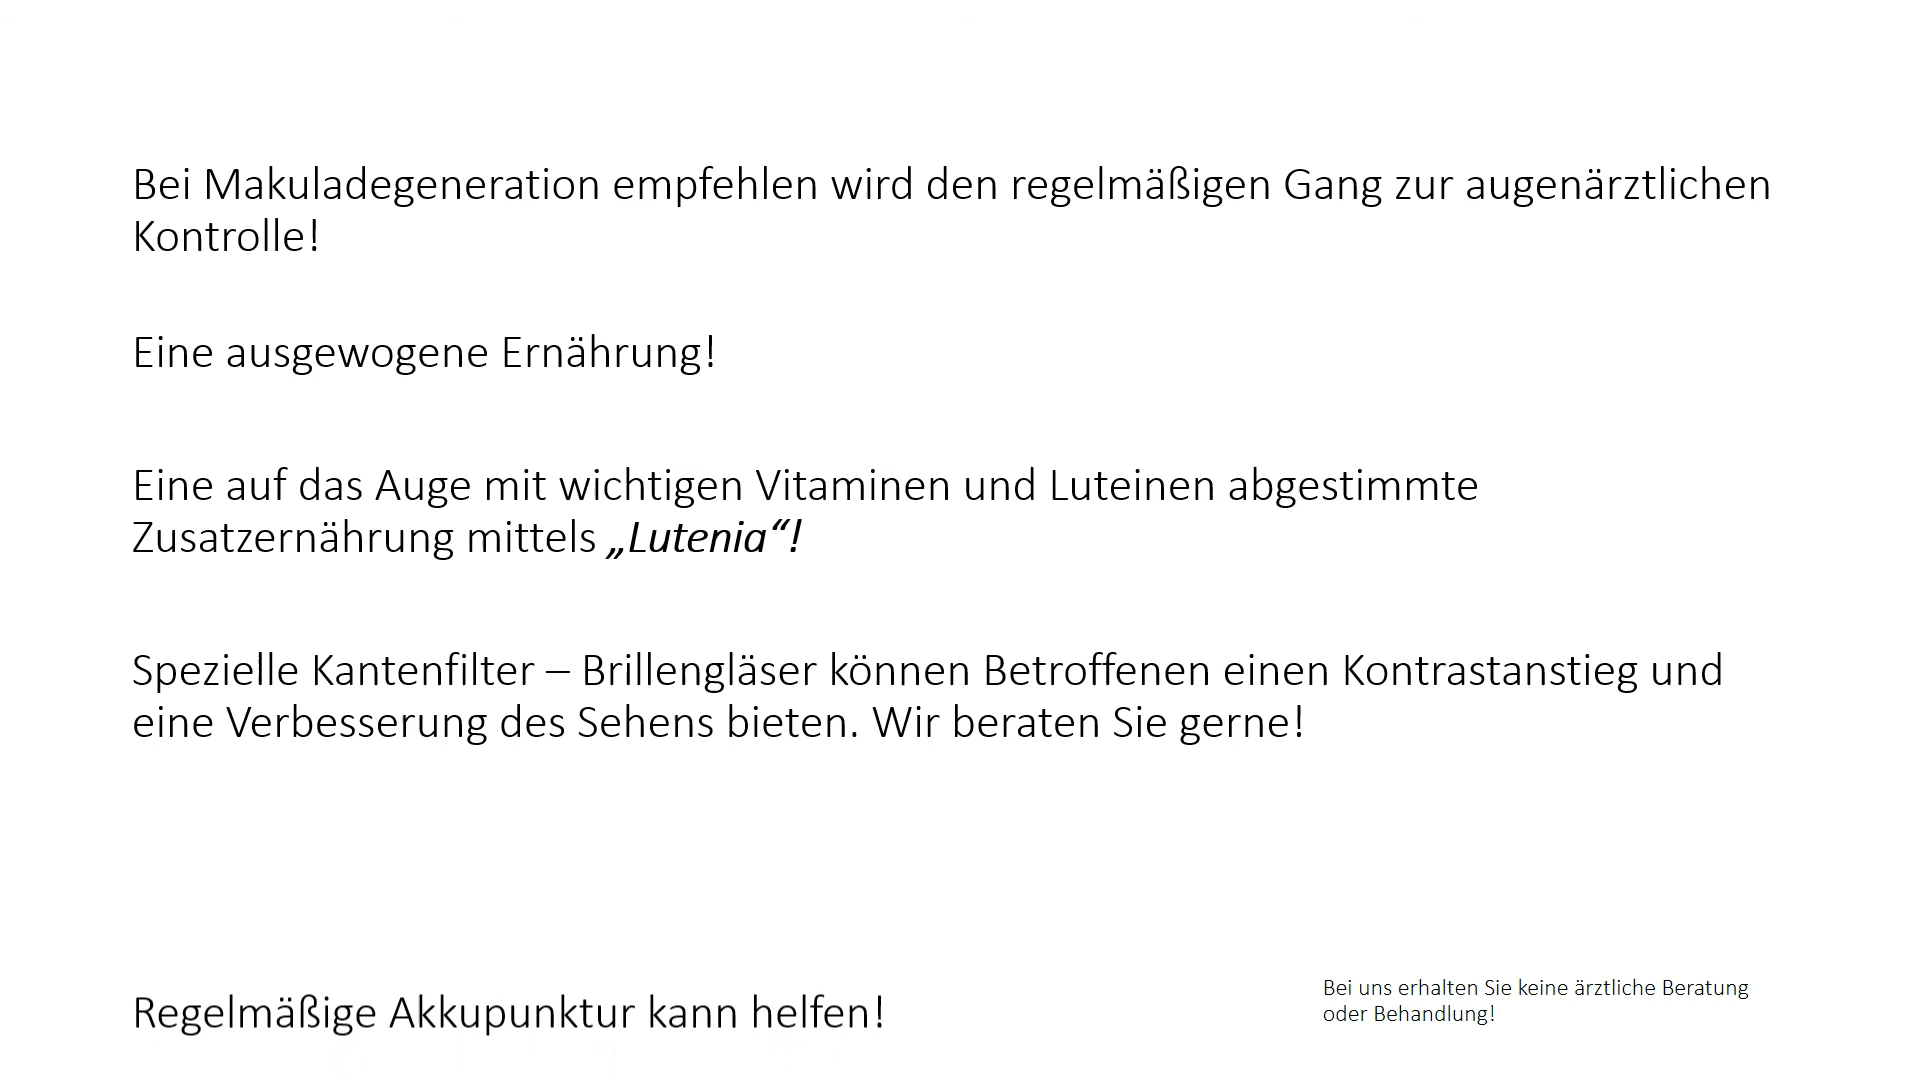 Bei Makuladegeneration empfehlen wird den regelmäßigen Gang zur augenärztlichen
Kontrolle!
Eine ausgewogene Ernährung!
Eine auf das Auge mit wichtigen Vitaminen und Luteinen abgestimmte
Zusatzernährung mittels „Lutenia“!
Spezielle Kantenfilter – Brillengläser können Betroffenen einen Kontrastanstieg und
eine Verbesserung des Sehens bieten. Wir beraten Sie gerne!
Regelmäßige Akkupunktur kann helfen!
Bei uns erhalten Sie keine ärztliche Beratung
oder Behandlung!